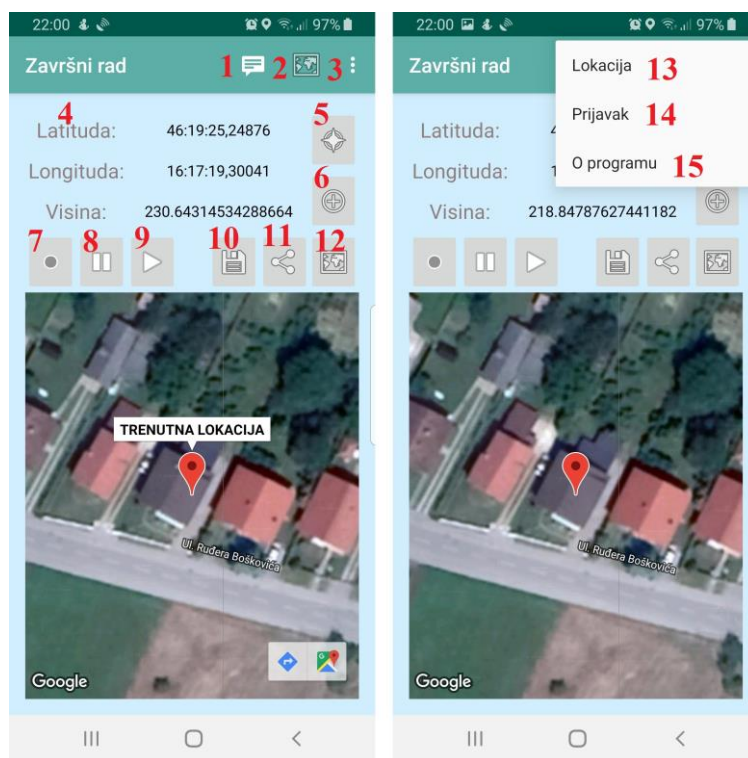 22:00 97%
Završni rad 1 2 3
4
Latituda: 46:19:25,24876 5
Longituda: 16:17:19,30041
6
Visina: 230.64314534288664
7 8 9 10 11 12
TRENUTNA LOKACIJA
Ul. Ruđera Boškovića
Google
22:00 97%
Završni rad
Lokacija 13
Prijavak 14
O programu 15
Latituda: 4
Longituda: 1
Visina: 218.84787627441182
Ul. Ruđera Boškovića
Google